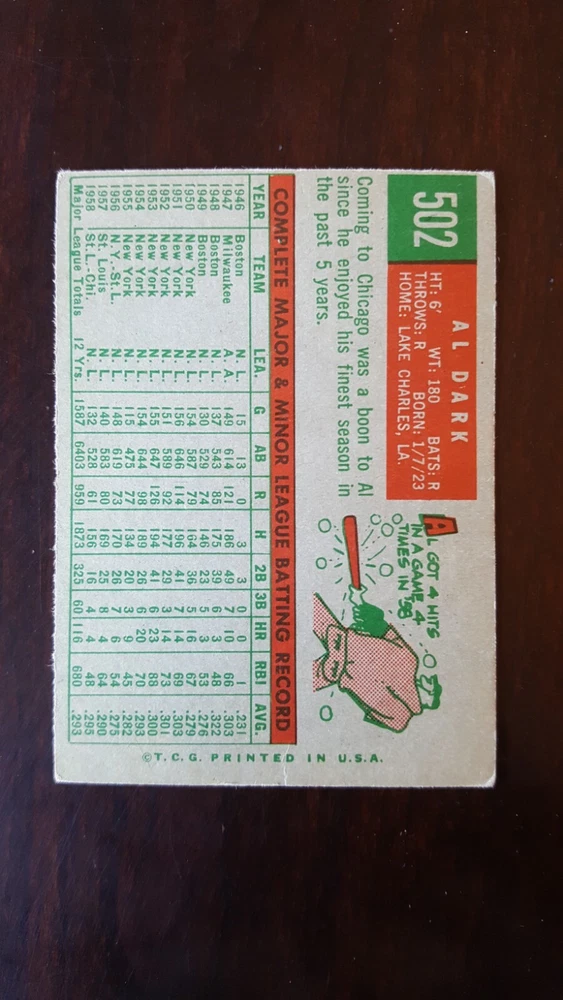 502
AL DARK
HT: 6' WT: 180 BATS: R
THROWS: R BORN: 1/7/23
HOME: LAKE CHARLES, LA.
Coming to Chicago was a boon to Al
since he enjoyed his finest season in
the past 5 years.
AL GOT 4 HITS
IN A GAME 4
TIMES IN '58
COMPLETE MAJOR & MINOR LEAGUE BATTING RECORD
YEAR TEAM LEA. G AB R H 2B 3B HR RBI AVG.
1946 Boston N. L. 15 13 0 3 3 0 0 1 .231
1947 Milwaukee A. A. 149 614 121 186 49 7 10 66 .303
1948 Boston N. L. 137 543 85 175 39 6 3 48 .322
1949 Boston N. L. 130 529 74 146 23 5 3 53 .276
1950 New York N. L. 154 587 79 164 36 5 16 67 .279
1951 New York N. L. 156 646 114 196 41 7 14 69 .303
1952 New York N. L. 151 589 92 177 29 3 14 73 .301
1953 New York N. L. 155 647 126 194 41 6 23 88 .300
1954 New York N. L. 154 644 98 189 26 6 20 70 .293
1955 New York N. L. 115 475 77 134 20 3 9 45 .282
1956 N.Y.-St. L. N. L. 148 619 73 170 26 7 6 54 .275
1957 St. Louis N. L. 140 583 80 169 25 8 4 64 .290
1958 St. L.-Chi. N. L. 132 528 61 156 16 4 4 48 .295
Major League Totals 12 Yrs. 1587 6403 959 1873 325 60 116 680 .293
©T.C.G. PRINTED IN U.S.A.